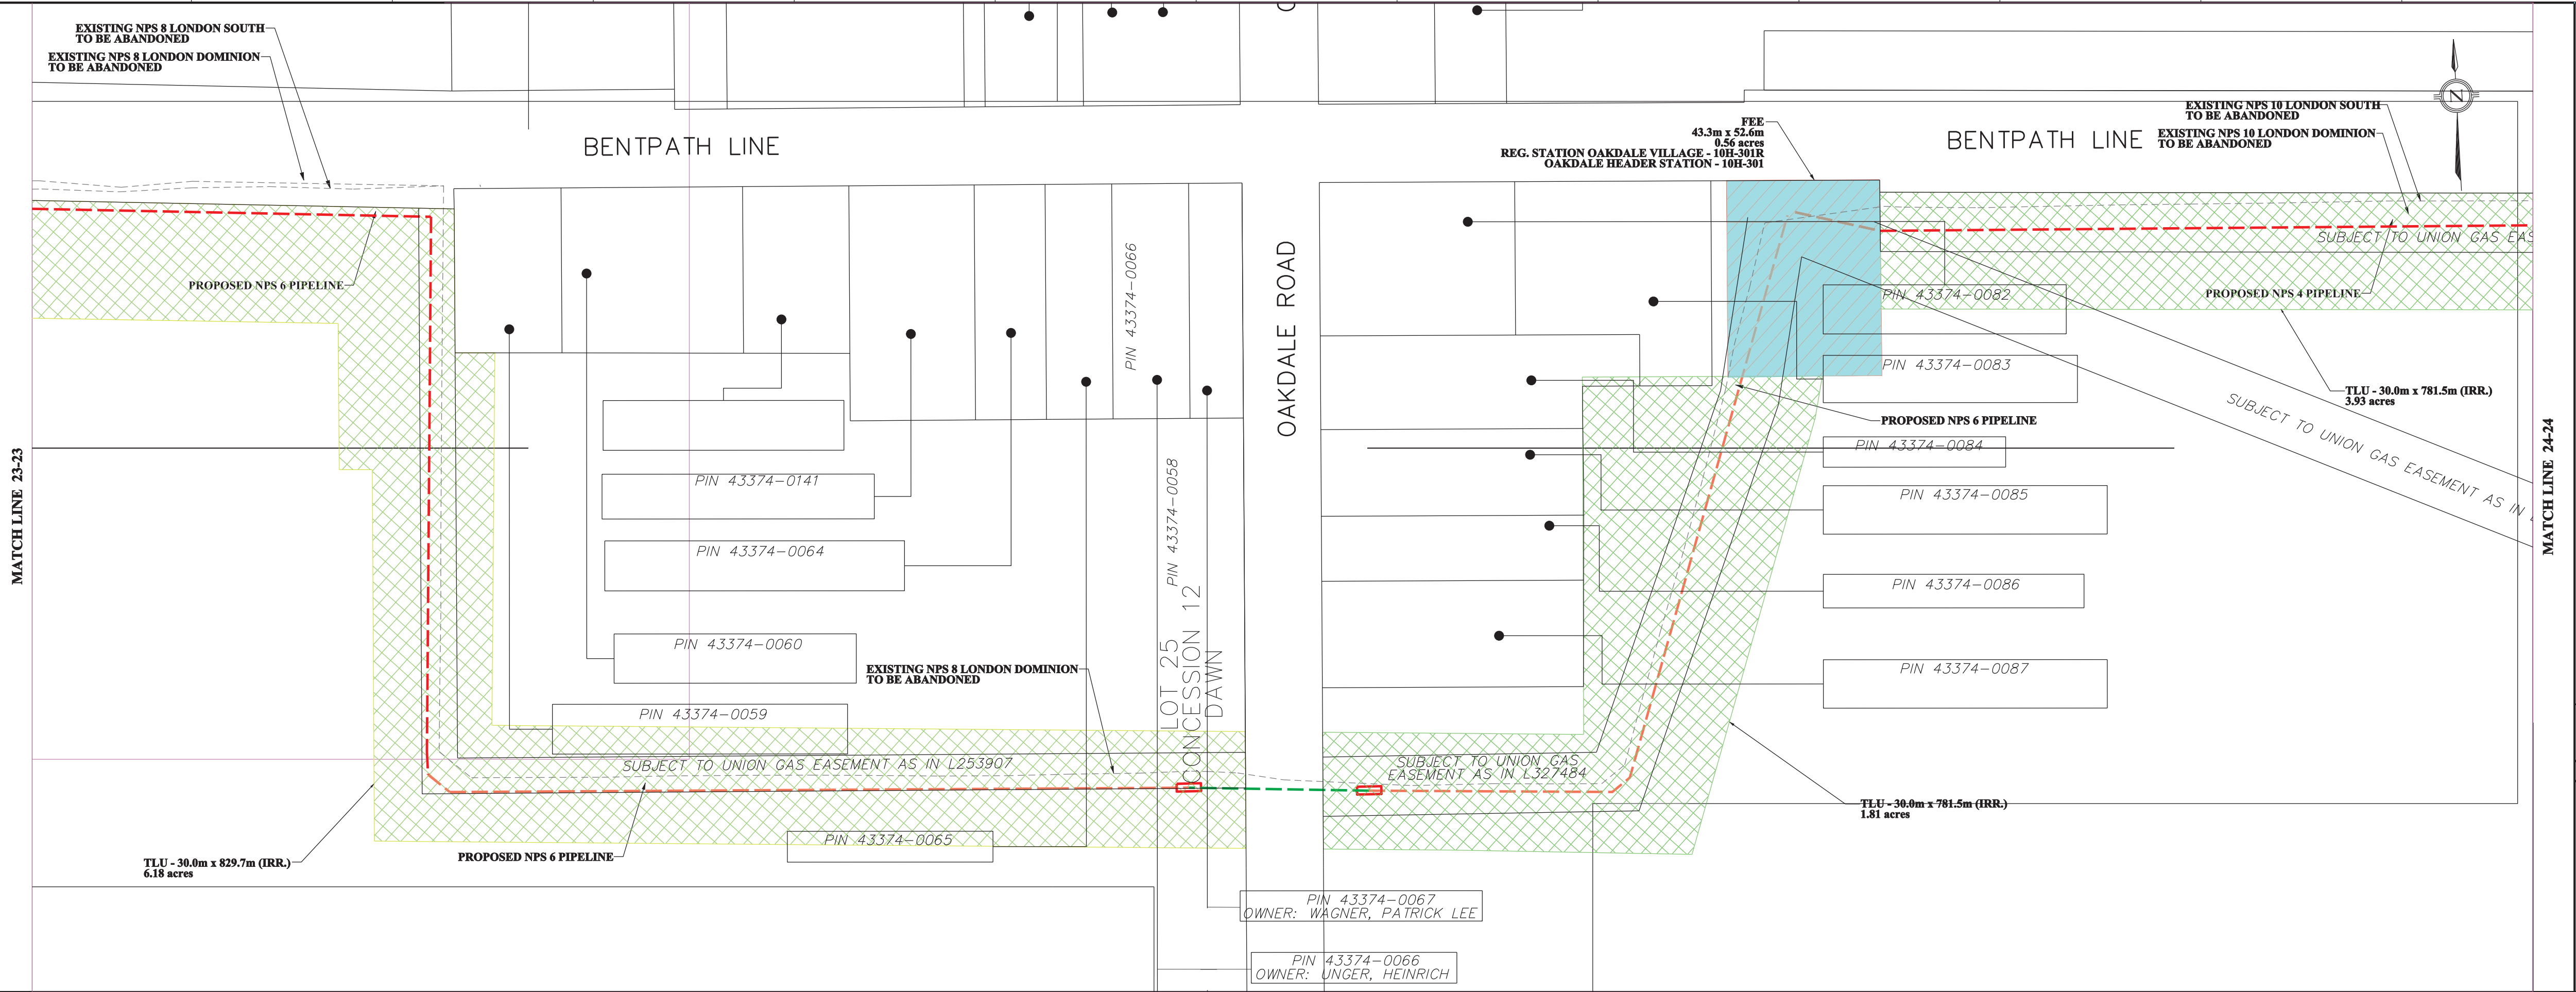 EXISTING NPS 8 LONDON SOUTH
TO BE ABANDONED
EXISTING NPS 8 LONDON DOMINION
TO BE ABANDONED
BENTPATH LINE
FEE
43.3m x 52.6m
0.56 acres
REG. STATION OAKDALE VILLAGE - 10H-301R
OAKDALE HEADER STATION - 10H-301
BENTPATH LINE
EXISTING NPS 10 LONDON SOUTH
TO BE ABANDONED
EXISTING NPS 10 LONDON DOMINION
TO BE ABANDONED
N
PROPOSED NPS 6 PIPELINE
PIN 43374-0066
OAKDALE ROAD
SUBJECT TO UNION GAS EAS
PROPOSED NPS 4 PIPELINE
PIN 43374-0082
PIN 43374-0083
TLU - 30.0m x 781.5m (IRR.)
3.93 acres
PROPOSED NPS 6 PIPELINE
SUBJECT TO UNION GAS EASEMENT AS IN
PIN 43374-0084
PIN 43374-0085
PIN 43374-0086
PIN 43374-0087
MATCH LINE 23-23
MATCH LINE 24-24
PIN 43374-0141
PIN 43374-0064
PIN 43374-0060
PIN 43374-0059
PIN 43374-0058
LOT 25
CONCESSION 12
DAWN
EXISTING NPS 8 LONDON DOMINION
TO BE ABANDONED
SUBJECT TO UNION GAS EASEMENT AS IN L253907
SUBJECT TO UNION GAS
EASEMENT AS IN L327484
TLU - 30.0m x 781.5m (IRR.)
1.81 acres
PIN 43374-0065
PROPOSED NPS 6 PIPELINE
TLU - 30.0m x 829.7m (IRR.)
6.18 acres
PIN 43374-0067
OWNER: WAGNER, PATRICK LEE
PIN 43374-0066
OWNER: UNGER, HEINRICH